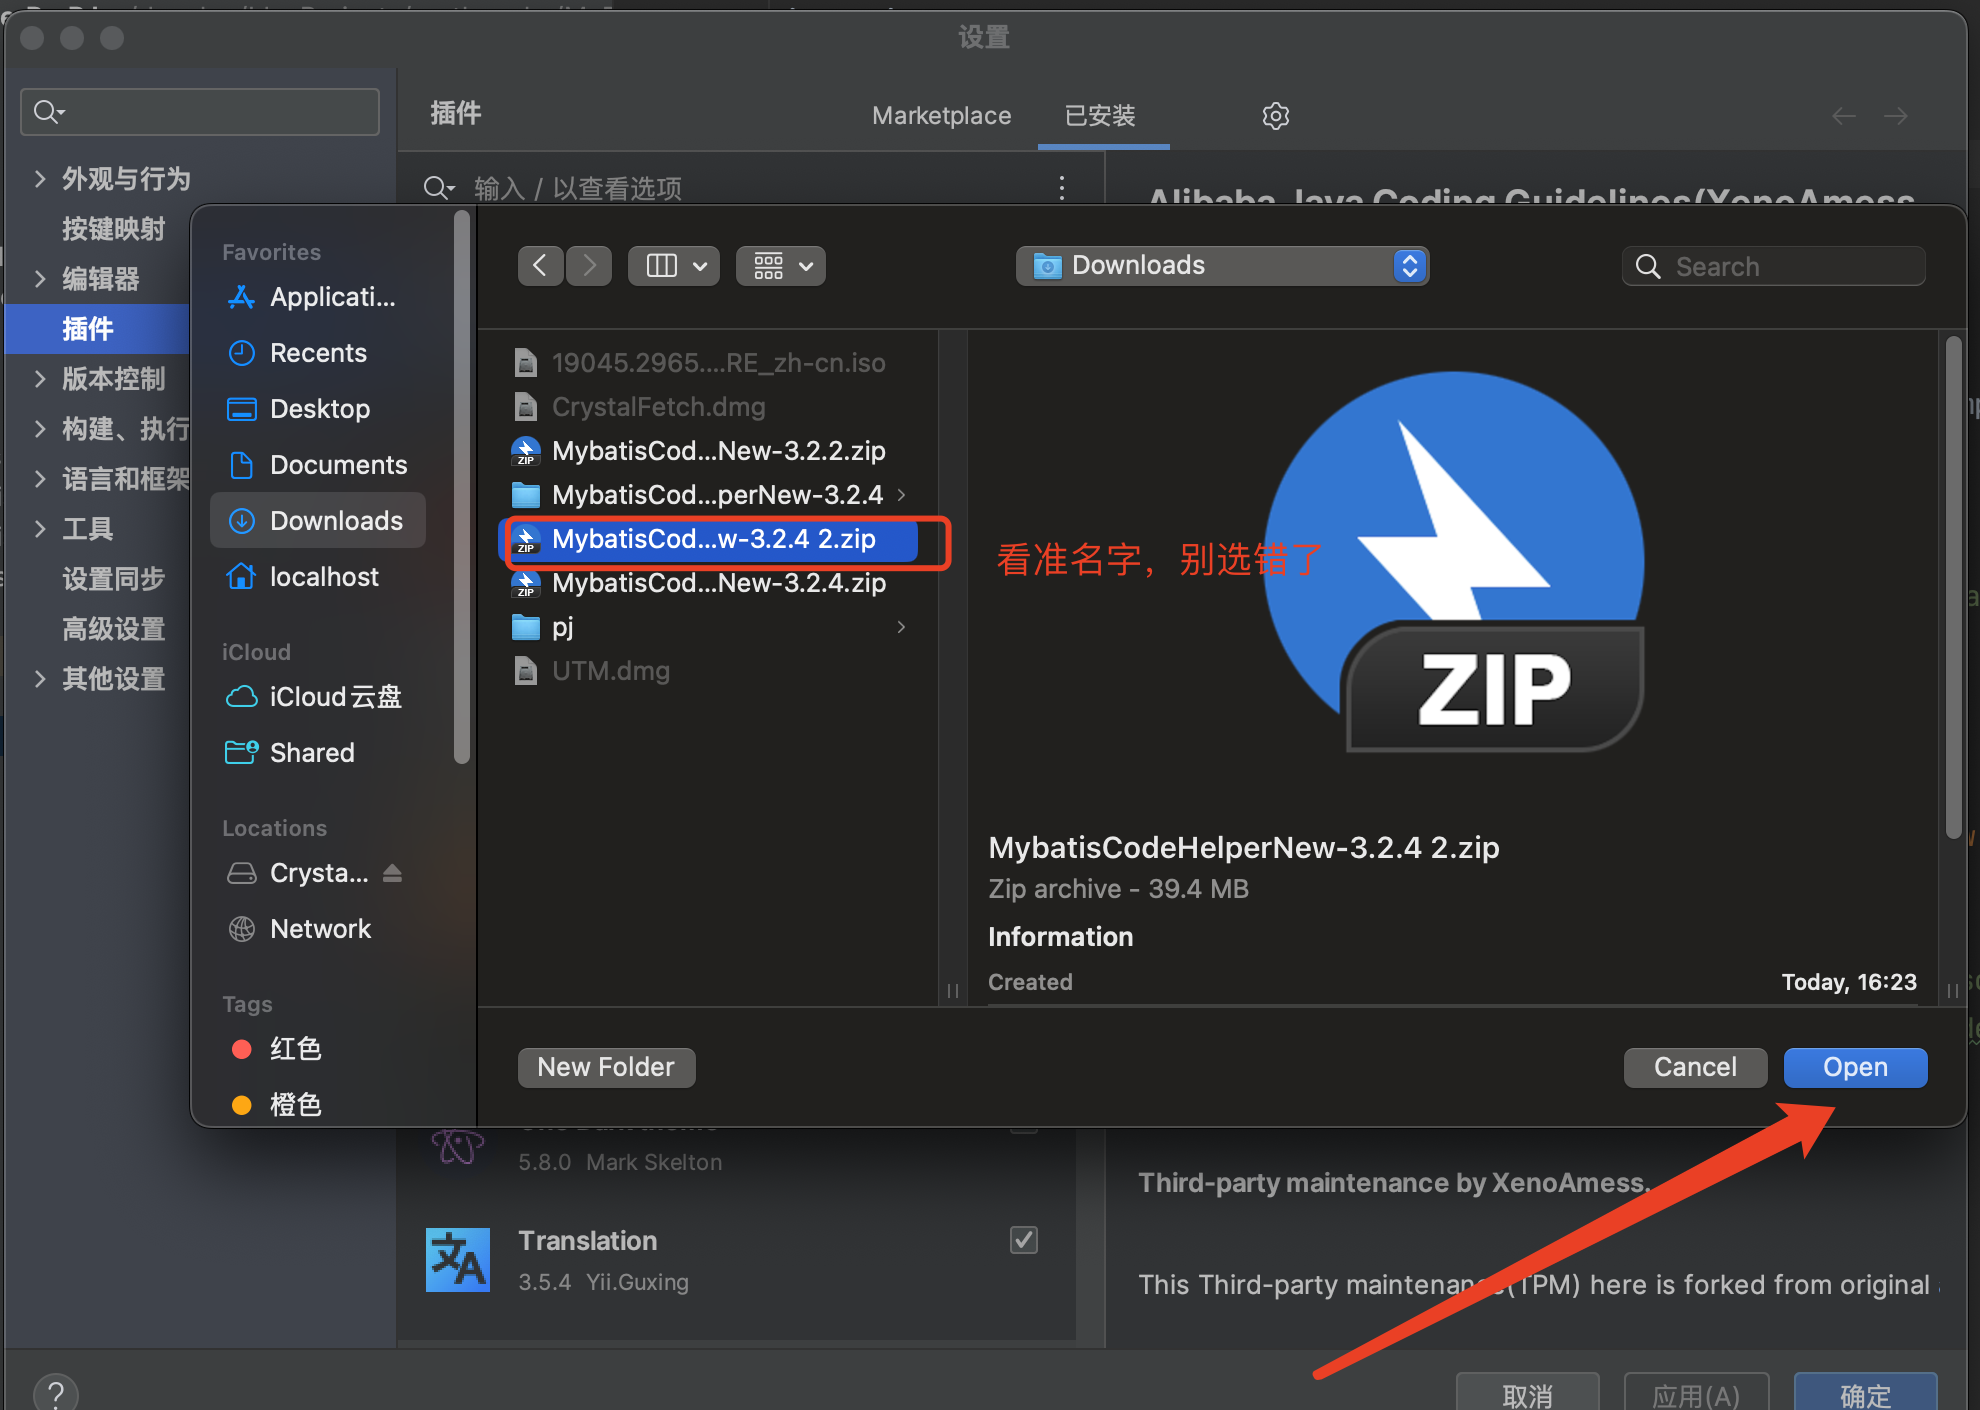 设置
插件
Marketplace
已安装
输入 / 以查看选项
Alibaba Java Coding Guidelines(XenoAmess
外观与行为
按键映射
编辑器
插件
版本控制
构建、执行
语言和框架
工具
设置同步
高级设置
其他设置
Favorites
Applicati...
Recents
Desktop
Documents
Downloads
localhost
iCloud
iCloud云盘
Shared
Locations
Crysta...
Network
Tags
红色
橙色
Downloads
Search
19045.2965....RE_zh-cn.iso
CrystalFetch.dmg
MybatisCod...New-3.2.2.zip
MybatisCod...perNew-3.2.4
MybatisCod...w-3.2.4 2.zip
MybatisCod...New-3.2.4.zip
pj
UTM.dmg
看准名字，别选错了
ZIP
MybatisCodeHelperNew-3.2.4 2.zip
Zip archive - 39.4 MB
Information
Created
Today, 16:23
New Folder
Cancel
Open
5.8.0 Mark Skelton
Translation
3.5.4 Yii.Guxing
Third-party maintenance by XenoAmess.
This Third-party maintenance(TPM) here is forked from original
?
取消
应用(A)
确定